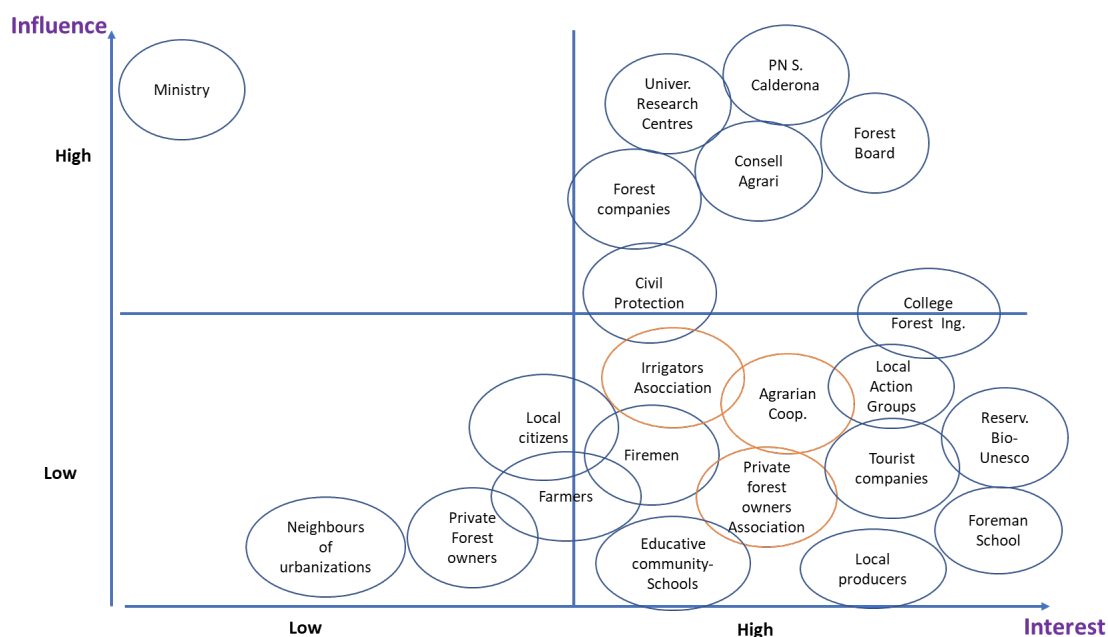 Influence
Ministry
PN S.
Calderona
Univer.
Research
Centres
Forest
Board
High
Consell
Agrari
Forest
companies
Civil
Protection
College
Forest Ing.
Irrigators
Asocciation
Local
Action
Groups
Agrarian
Coop.
Local
citizens
Reserv.
Bio-
Unesco
Firemen
Tourist
companies
Low
Farmers
Private
forest
owners
Association
Neighbours
of
urbanizations
Private
Forest
owners
Foreman
School
Educative
community-
Schools
Local
producers
Low
High
Interest